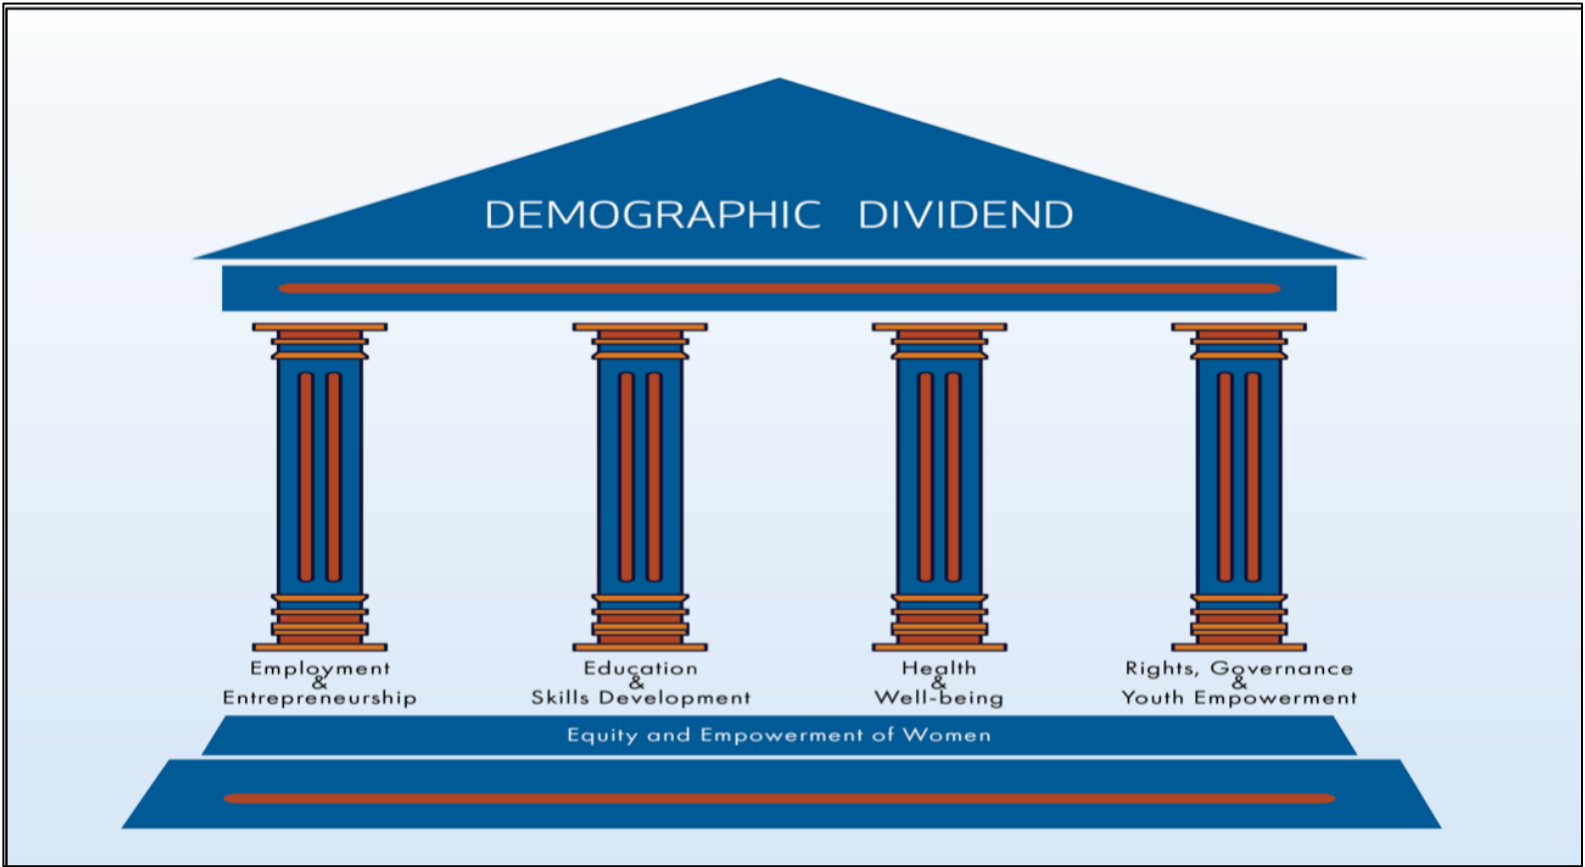 DEMOGRAPHIC DIVIDEND
Employment
&
Entrepreneurship
Education
&
Skills Development
Health
&
Well-being
Rights, Governance
&
Youth Empowerment
Equity and Empowerment of Women